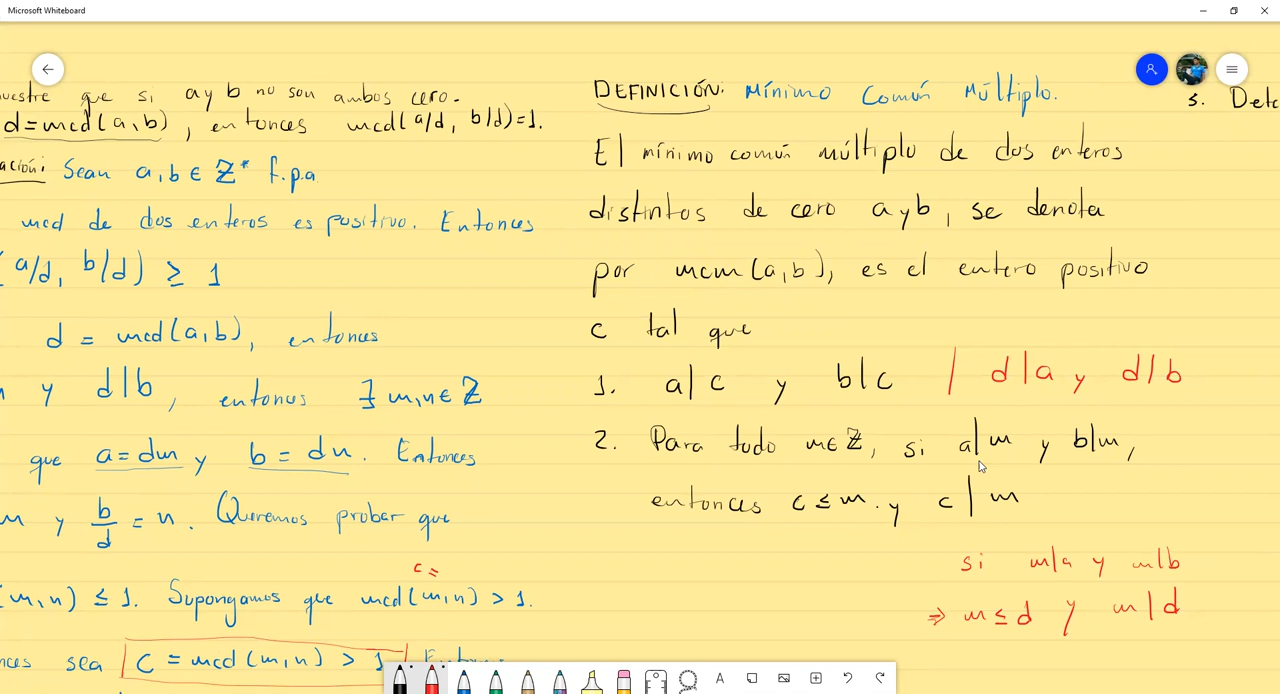 Microsoft Whiteboard
uestre que si a y b no son ambos cero.
d=mcd(a,b), entonces mcd(a/d, b/d)=1.
ación: Sean a,b ∈ Z* f.p.a
mcd de dos enteros es positivo. Entonces
( a/d, b/d) ≥ 1
d = mcd(a,b), entonces
y d|b, entonces ∃ m,n ∈ Z
que a=dm y b=dn. Entonces
m y b/d = n. Queremos probar que
c =
(m,n) ≤ 1. Supongamos que mcd(m,n) > 1.
nces sea c = mcd(m,n) > 1
DEFINICIÓN: Mínimo Común Múltiplo.
El mínimo común múltiplo de dos enteros
distintos de cero a y b, se denota
por mcm(a,b), es el entero positivo
c tal que
1. a|c y b|c / d|a y d|b
2. Para todo m∈Z, si a|m y b|m,
entonces c ≤ m. y c|m
si m|a y m|b
⇒ m ≤ d y m|d
s. Dete
A